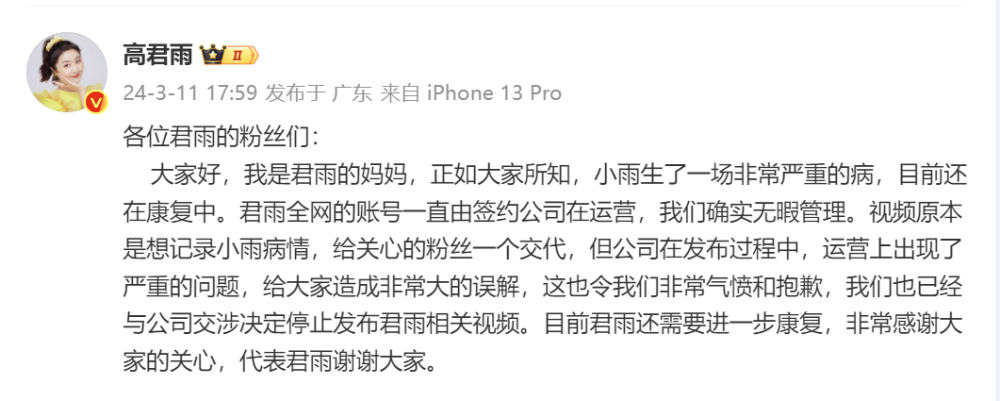 高君雨 II
24-3-11 17:59 发布于 广东 来自 iPhone 13 Pro
各位君雨的粉丝们：
大家好，我是君雨的妈妈，正如大家所知，小雨生了一场非常严重的病，目前还
在康复中。君雨全网的账号一直由签约公司在运营，我们确实无暇管理。视频原本
是想记录小雨病情，给关心的粉丝一个交代，但公司在发布过程中，运营上出现了
严重的问题，给大家造成非常大的误解，这也令我们非常气愤和抱歉，我们也已经
与公司交涉决定停止发布君雨相关视频。目前君雨还需要进一步康复，非常感谢大
家的关心，代表君雨谢谢大家。